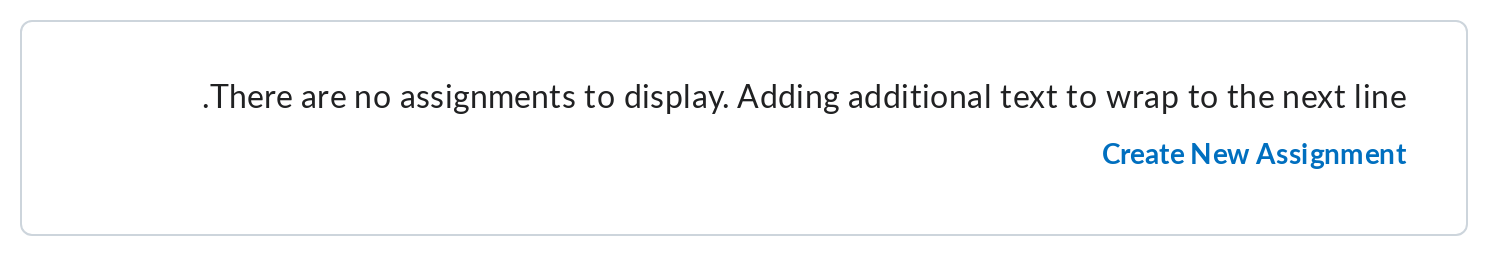 There are no assignments to display. Adding additional text to wrap to the next line.
Create New Assignment